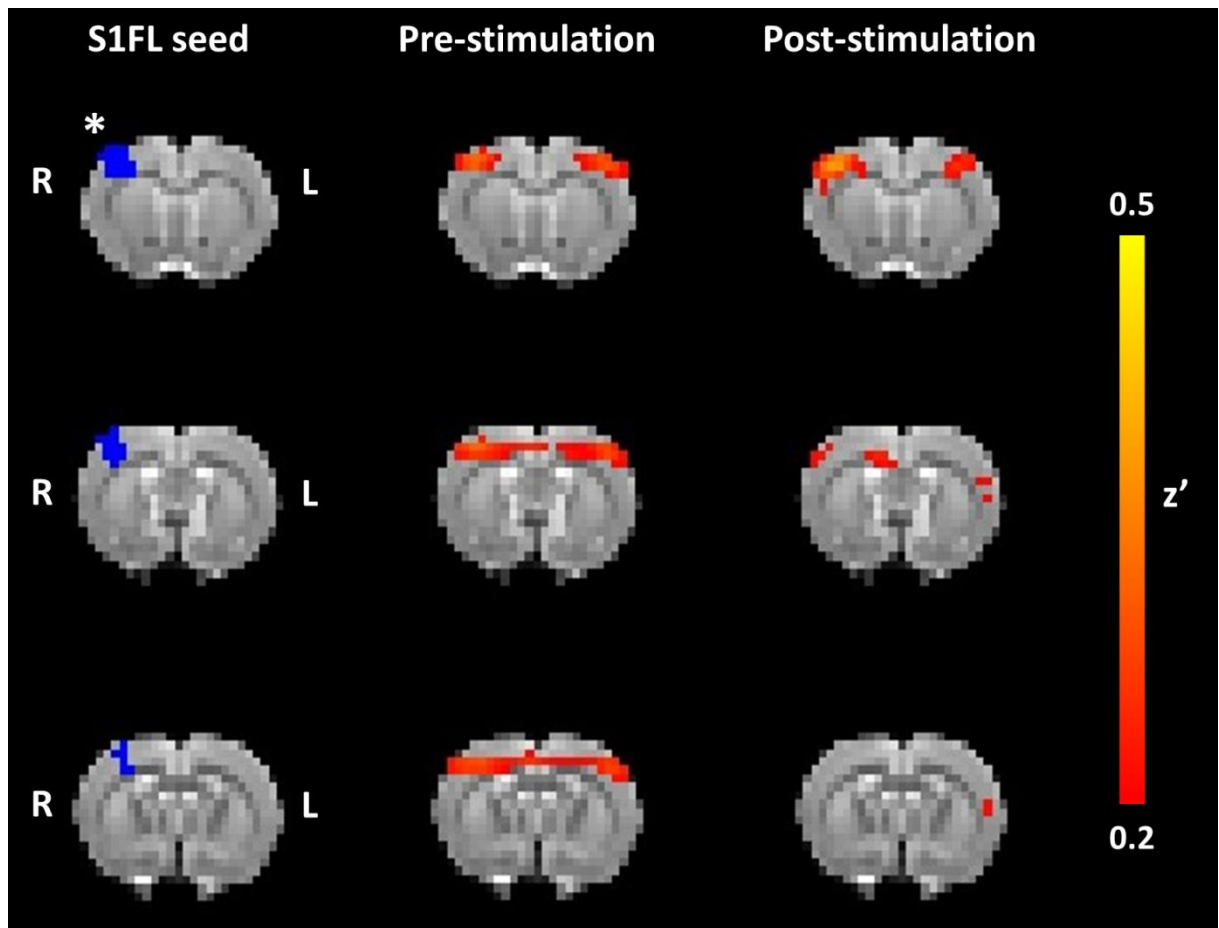 S1FL seed Pre-stimulation Post-stimulation
*
R L
0.5
R L
z’
R L
0.2